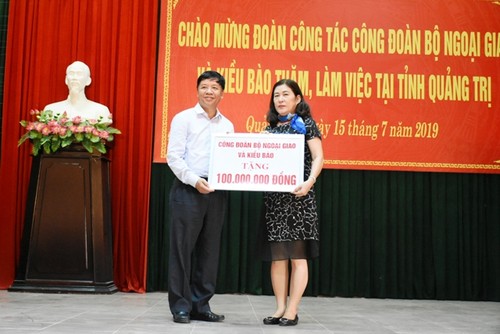 CHÀO MỪNG ĐOÀN CÔNG TÁC CÔNG ĐOÀN BỘ NGOẠI GIAO
VÀ KIỀU BÀO THĂM, LÀM VIỆC TẠI TỈNH QUẢNG TRỊ
15 tháng 7 năm 2019
CÔNG ĐOÀN BỘ NGOẠI GIAO
VÀ KIỀU BÀO
TẶNG
100.000.000 ĐỒNG